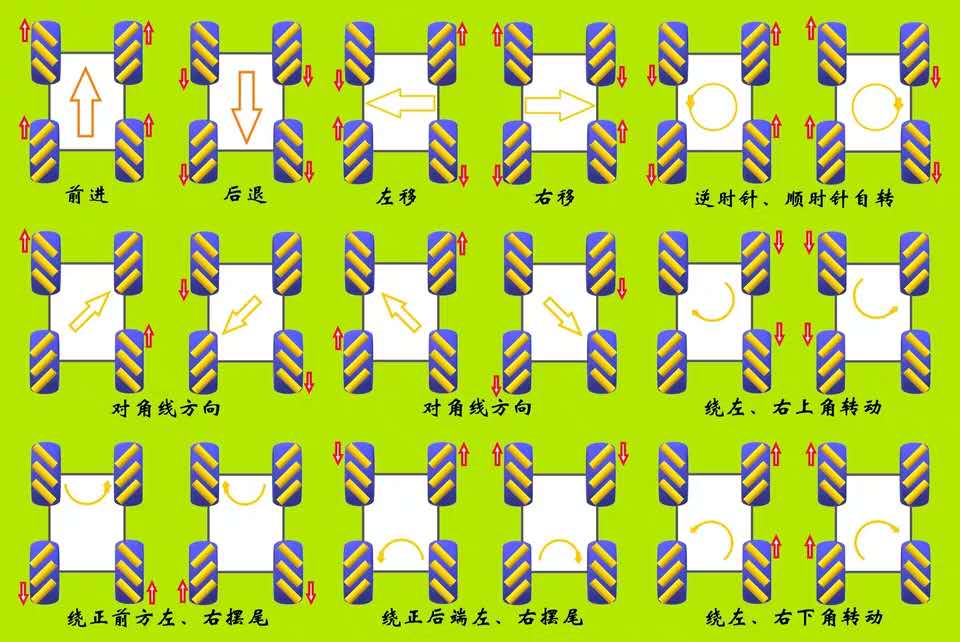 前进
后退
左移
右移
逆时针、顺时针自转
对角线方向
对角线方向
绕左、右上角转动
绕正前方左、右摆尾
绕正后端左、右摆尾
绕左、右下角转动